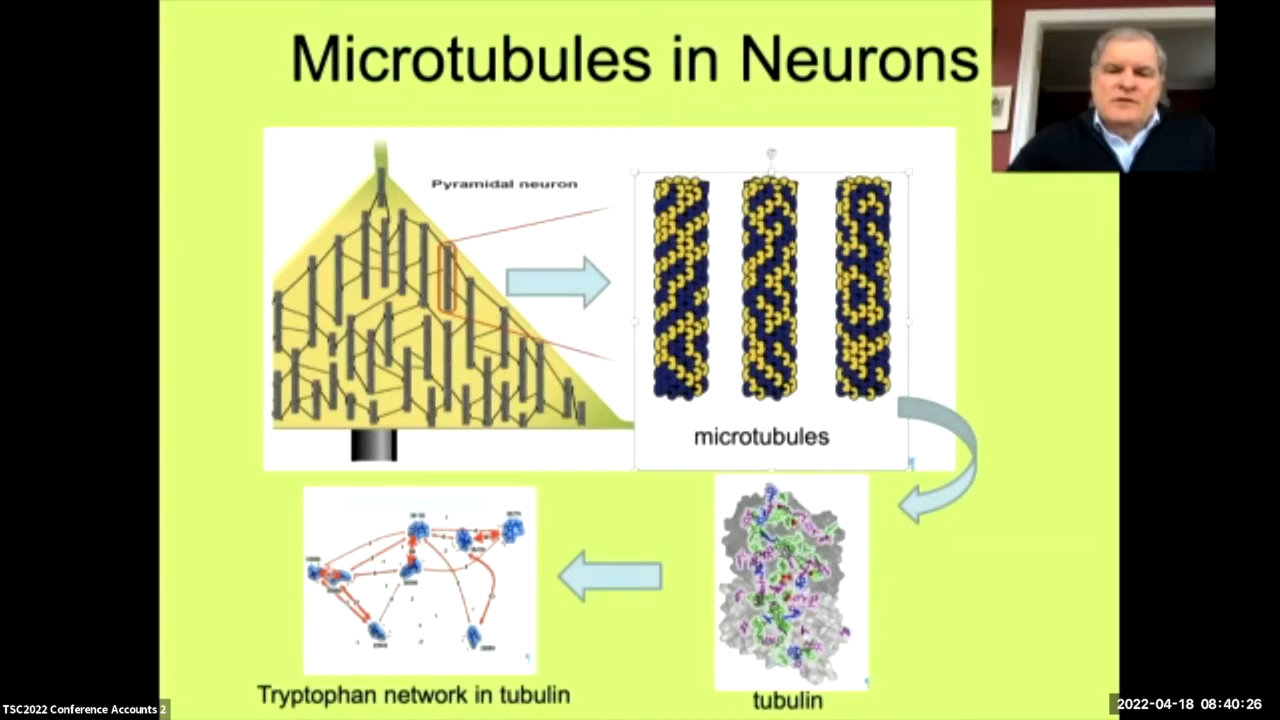 Microtubules in Neurons
Pyramidal neuron
microtubules
Tryptophan network in tubulin
tubulin
TSC2022 Conference Accounts 2
2022-04-18 08:40:26